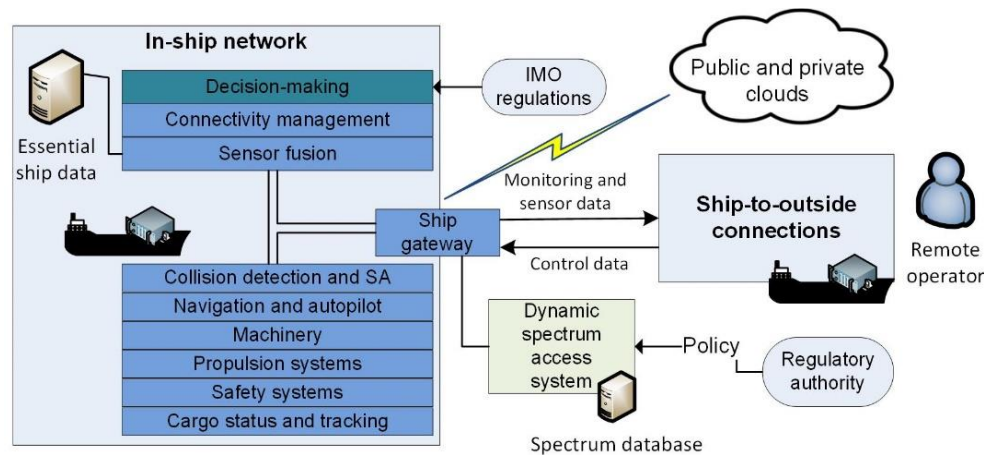 In-ship network
Decision-making
Connectivity management
Sensor fusion
Essential
ship data
IMO
regulations
Public and private
clouds
Monitoring and
sensor data
Ship
gateway
Control data
Ship-to-outside
connections
Remote
operator
Collision detection and SA
Navigation and autopilot
Machinery
Propulsion systems
Safety systems
Cargo status and tracking
Dynamic
spectrum
access
system
Policy
Regulatory
authority
Spectrum database